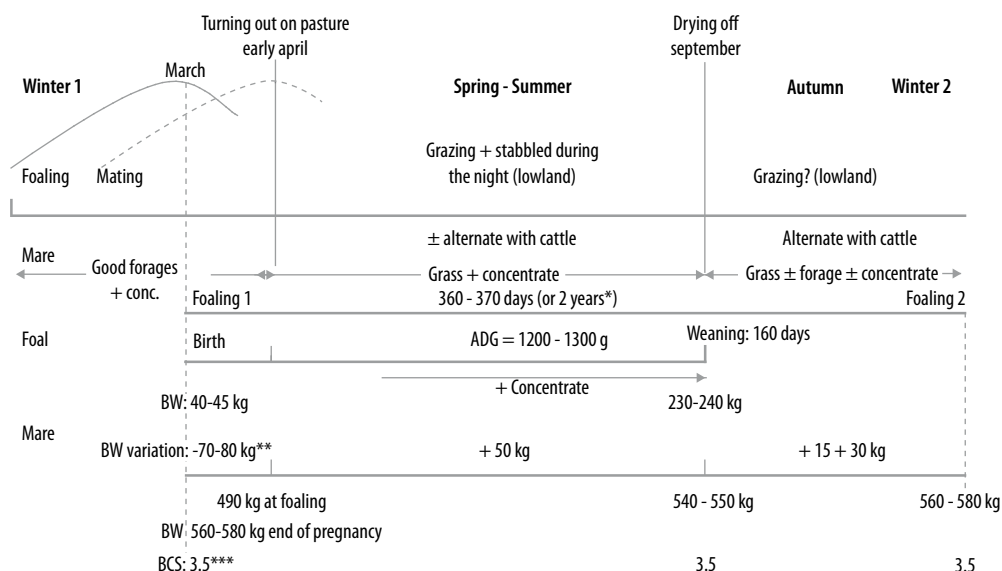 Turning out on pasture
early april
Drying off
september
March
Winter 1
Spring - Summer
Autumn
Winter 2
Grazing + stabbled during
the night (lowland)
Foaling
Mating
Grazing? (lowland)
± alternate with cattle
Alternate with cattle
Mare
Good forages
+ conc.
Grass + concentrate
Grass ± forage ± concentrate
Foaling 1
360 - 370 days (or 2 years*)
Foaling 2
Foal
Birth
ADG = 1200 - 1300 g
Weaning: 160 days
+ Concentrate
BW: 40-45 kg
230-240 kg
Mare
BW variation: -70-80 kg**
+ 50 kg
+ 15 + 30 kg
490 kg at foaling
540 - 550 kg
560 - 580 kg
BW 560-580 kg end of pregnancy
BCS: 3.5***
3.5
3.5